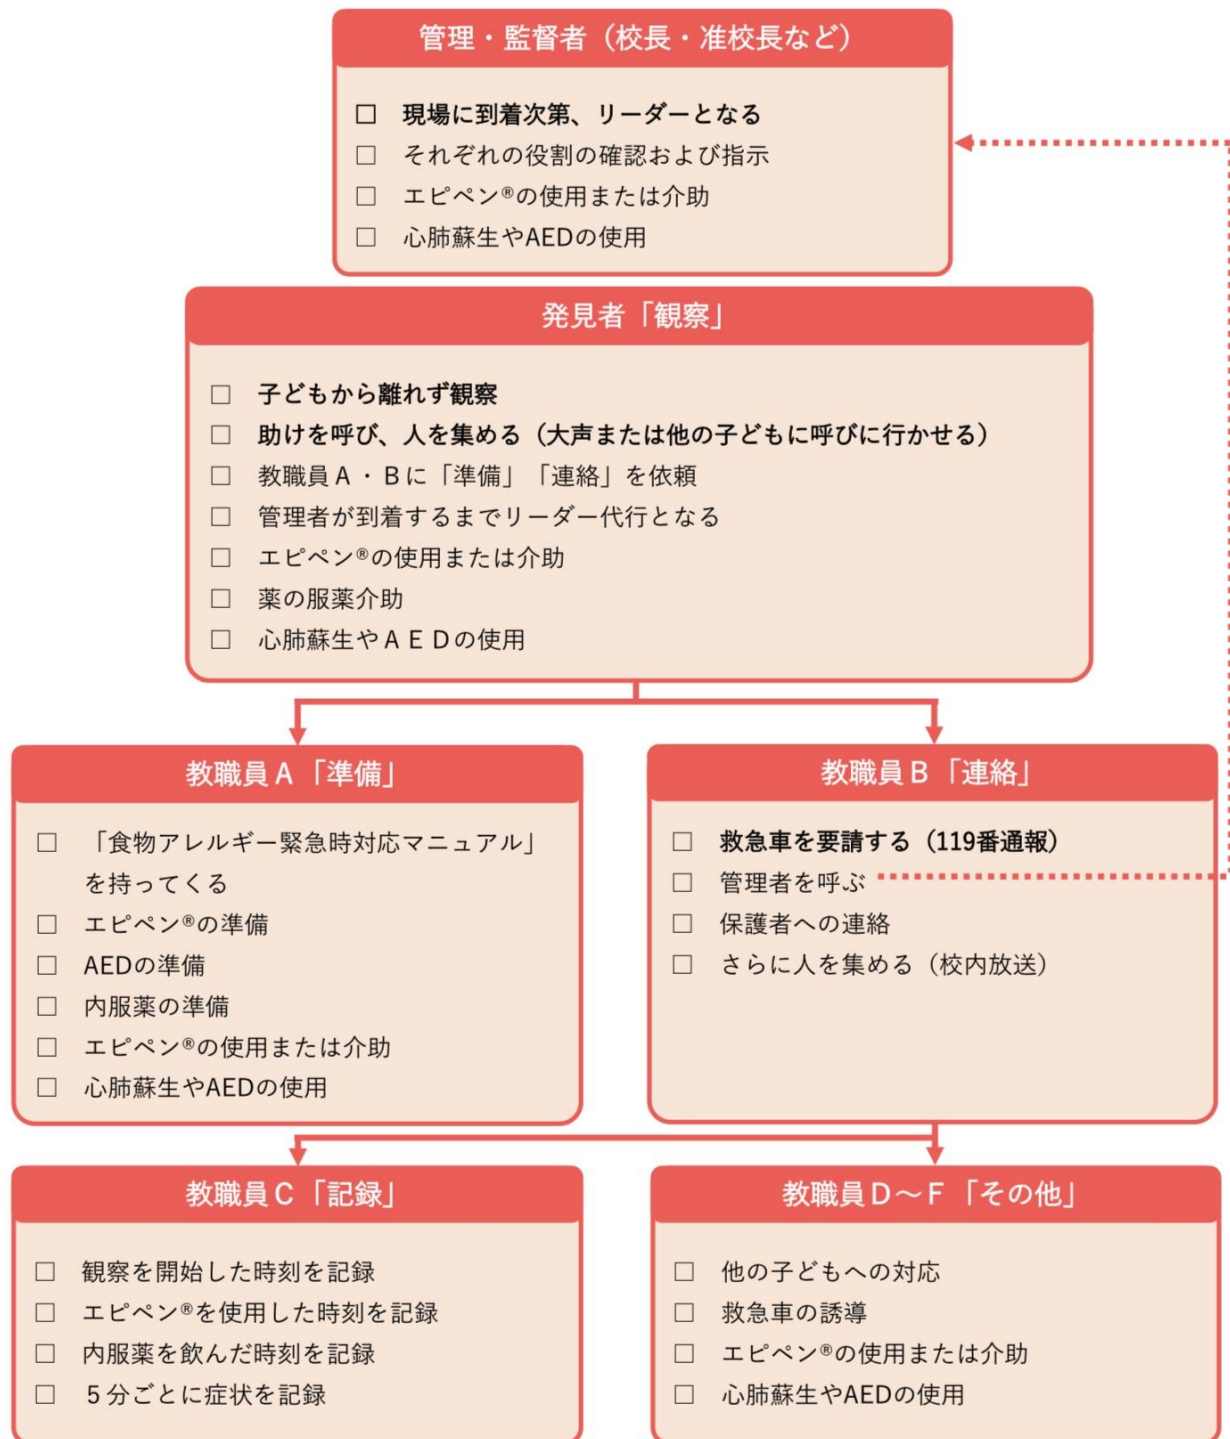 管理・監督者（校長・准校長など）
□ 現場に到着次第、リーダーとなる
□ それぞれの役割の確認および指示
□ エピペン®の使用または介助
□ 心肺蘇生やAEDの使用
発見者「観察」
□ 子どもから離れず観察
□ 助けを呼び、人を集める（大声または他の子どもに呼びに行かせる）
□ 教職員Ａ・Ｂに「準備」「連絡」を依頼
□ 管理者が到着するまでリーダー代行となる
□ エピペン®の使用または介助
□ 薬の服薬介助
□ 心肺蘇生やＡＥＤの使用
教職員Ａ「準備」
□ 「食物アレルギー緊急時対応マニュアル」
を持ってくる
□ エピペン®の準備
□ AEDの準備
□ 内服薬の準備
□ エピペン®の使用または介助
□ 心肺蘇生やAEDの使用
教職員Ｂ「連絡」
□ 救急車を要請する（119番通報）
□ 管理者を呼ぶ
□ 保護者への連絡
□ さらに人を集める（校内放送）
教職員Ｃ「記録」
□ 観察を開始した時刻を記録
□ エピペン®を使用した時刻を記録
□ 内服薬を飲んだ時刻を記録
□ ５分ごとに症状を記録
教職員Ｄ～Ｆ「その他」
□ 他の子どもへの対応
□ 救急車の誘導
□ エピペン®の使用または介助
□ 心肺蘇生やAEDの使用